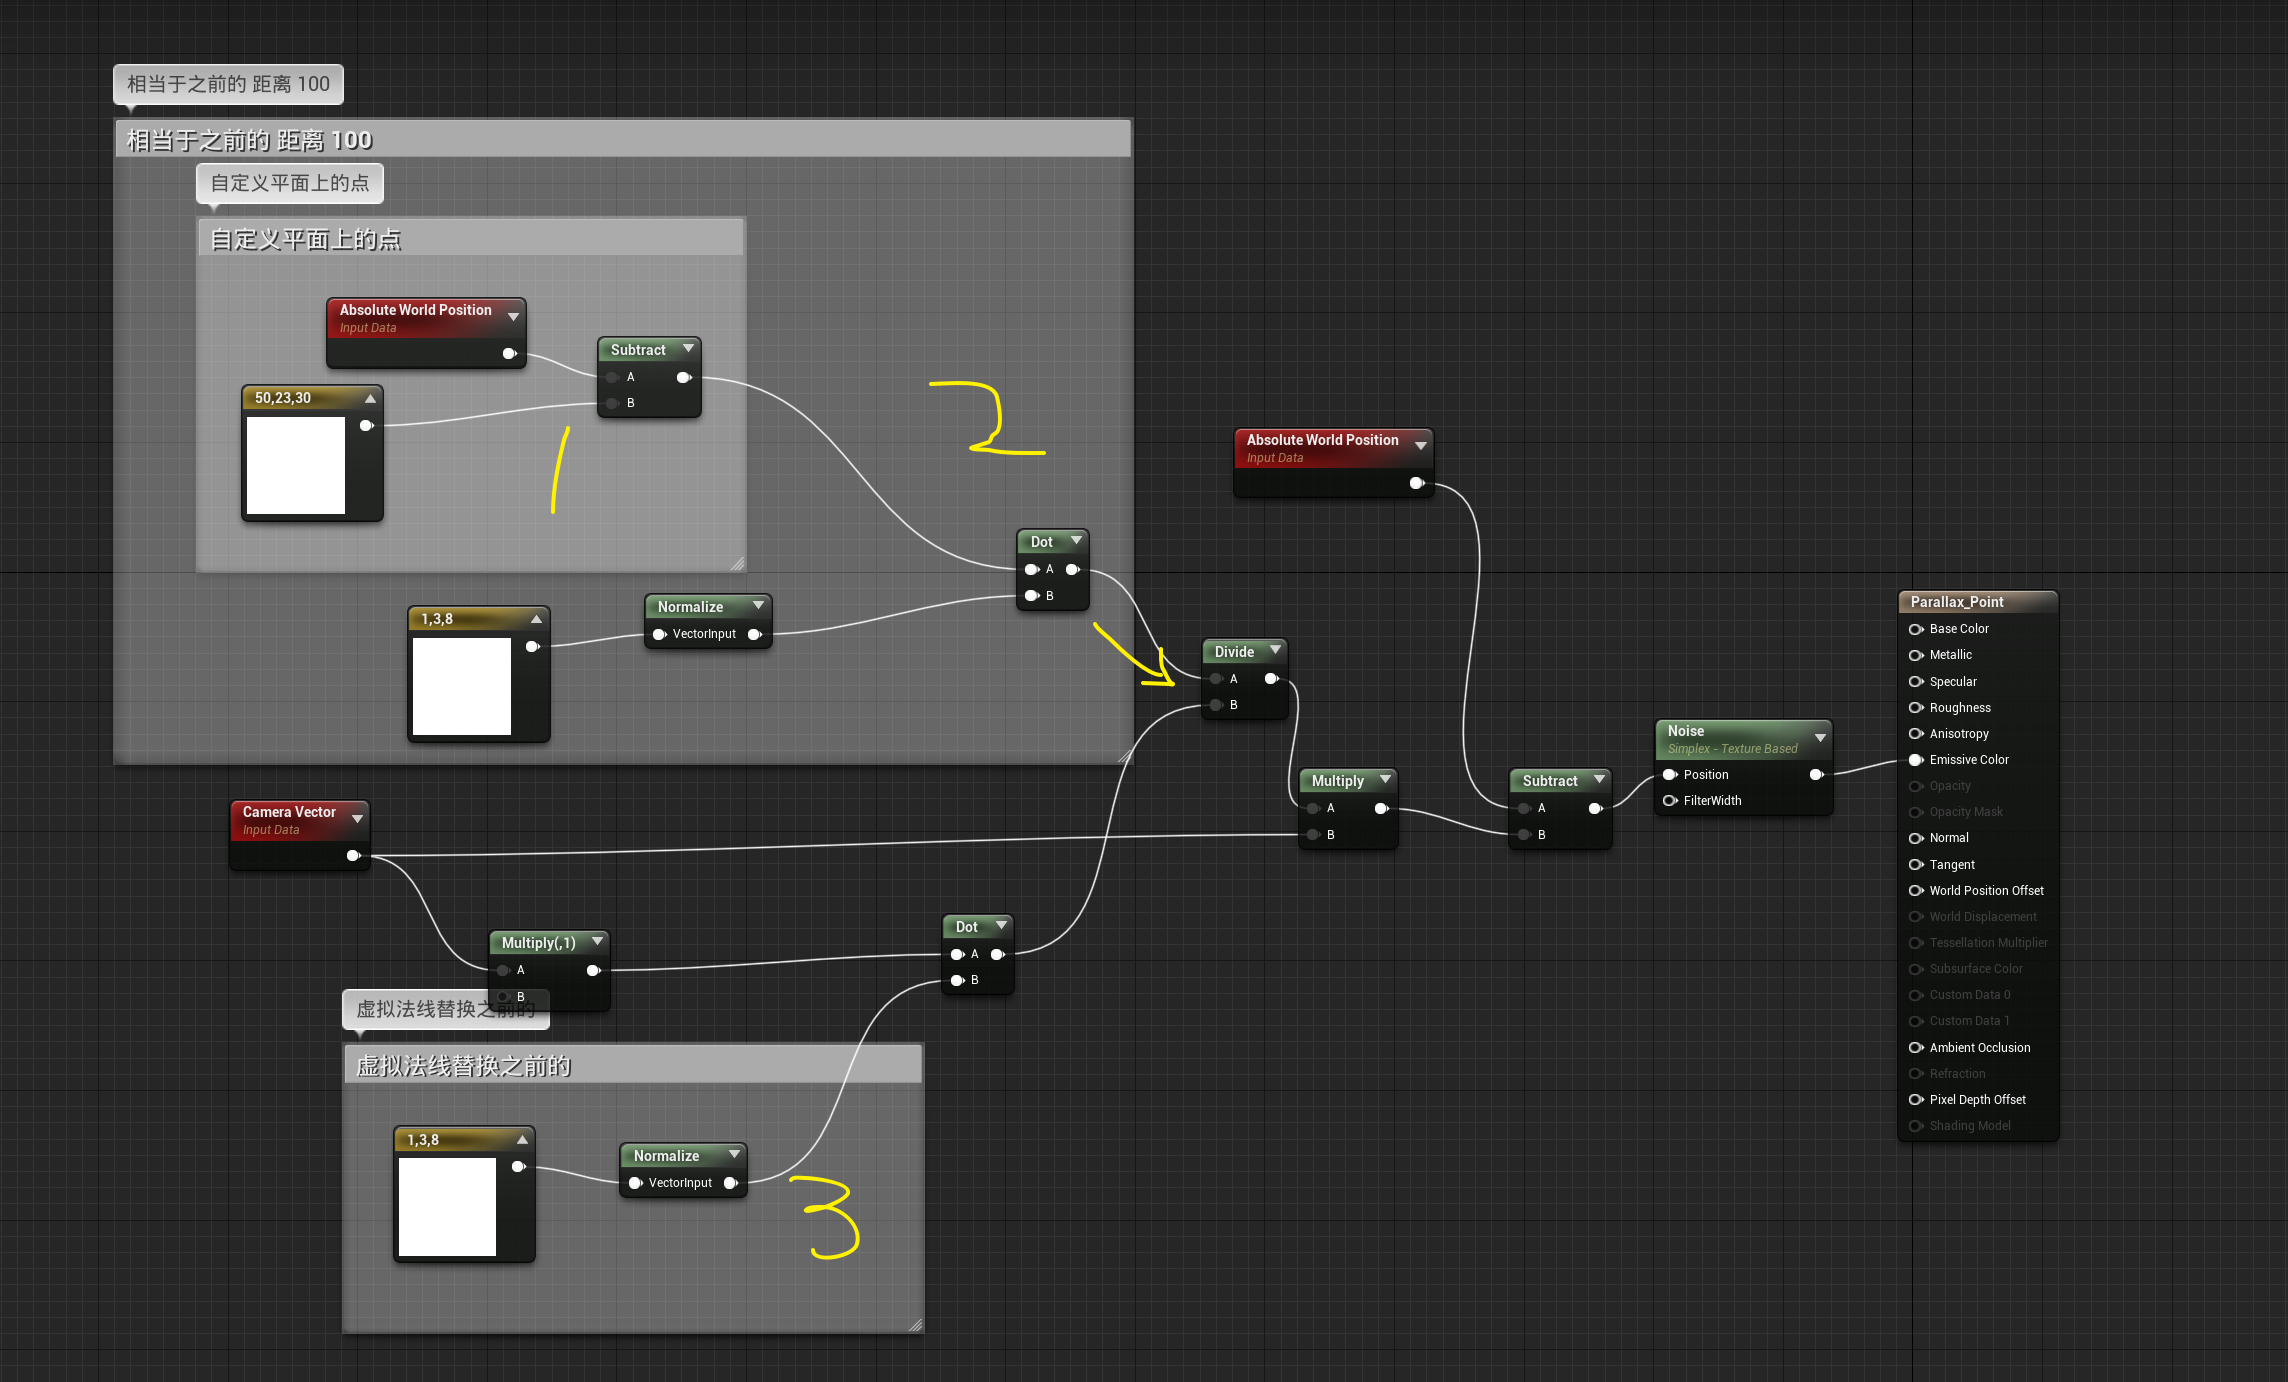 相当于之前的 距离 100
相当于之前的 距离 100
自定义平面上的点
自定义平面上的点
Absolute World Position
Input Data
Subtract
A
B
50,23,30
1
2
Dot
A
B
1,3,8
Normalize
VectorInput
Absolute World Position
Input Data
Divide
A
B
Camera Vector
Input Data
Multiply
A
B
Subtract
A
B
Noise
Simplex - Texture Based
Position
FilterWidth
Multiply(,1)
A
B
Dot
A
B
虚拟法线替换之前的
虚拟法线替换之前的
1,3,8
Normalize
VectorInput
3
Parallax_Point
Base Color
Metallic
Specular
Roughness
Anisotropy
Emissive Color
Opacity
Opacity Mask
Normal
Tangent
World Position Offset
World Displacement
Tessellation Multiplier
Subsurface Color
Custom Data 0
Custom Data 1
Ambient Occlusion
Refraction
Pixel Depth Offset
Shading Model